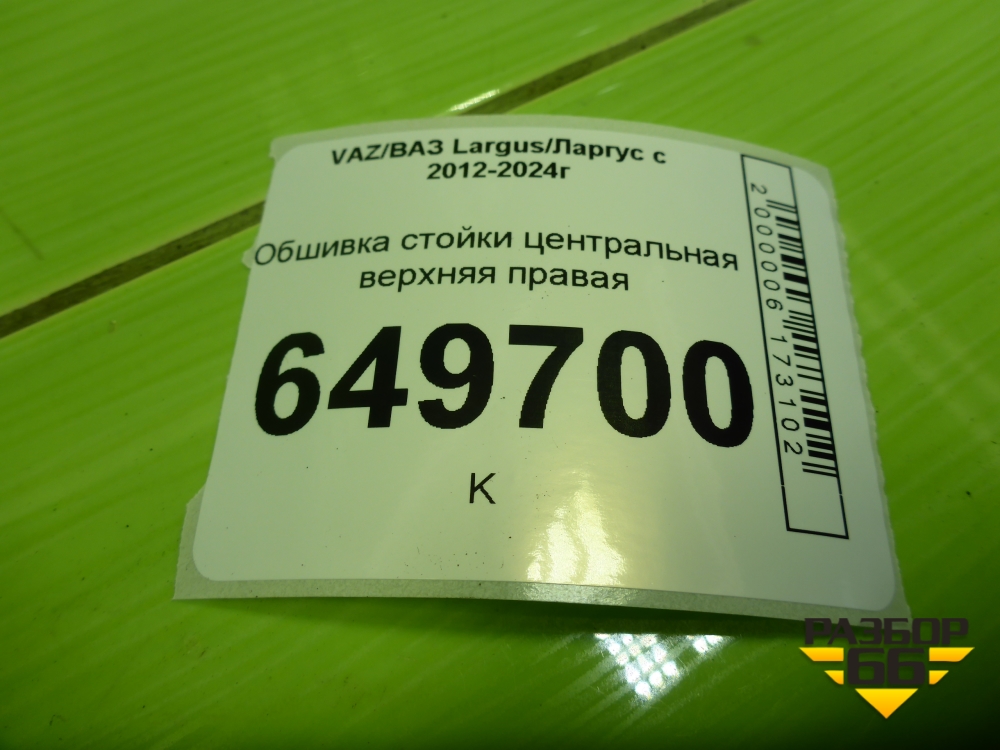 VAZ/ВАЗ Largus/Ларгус с
2012-2024г
Обшивка стойки центральная
верхняя правая
649700
К
2000006173102
РАЗБОР
66